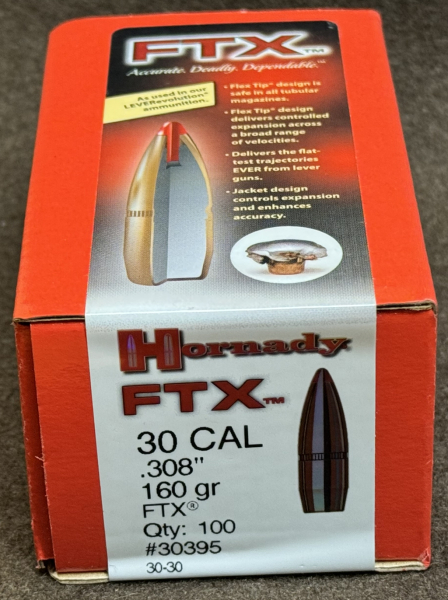 FTX™
Accurate. Deadly. Dependable.™
As used in our
LEVERevolution®
ammunition.
• Flex Tip® design is
safe in all tubular
magazines.
• Flex Tip® design
delivers controlled
expansion across
a broad range
of velocities.
• Delivers the flat-
test trajectories
EVER from lever
guns.
• Jacket design
controls expansion
and enhances
accuracy.
Hornady
FTX™
30 CAL
.308"
160 gr
FTX®
Qty: 100
#30395
30-30